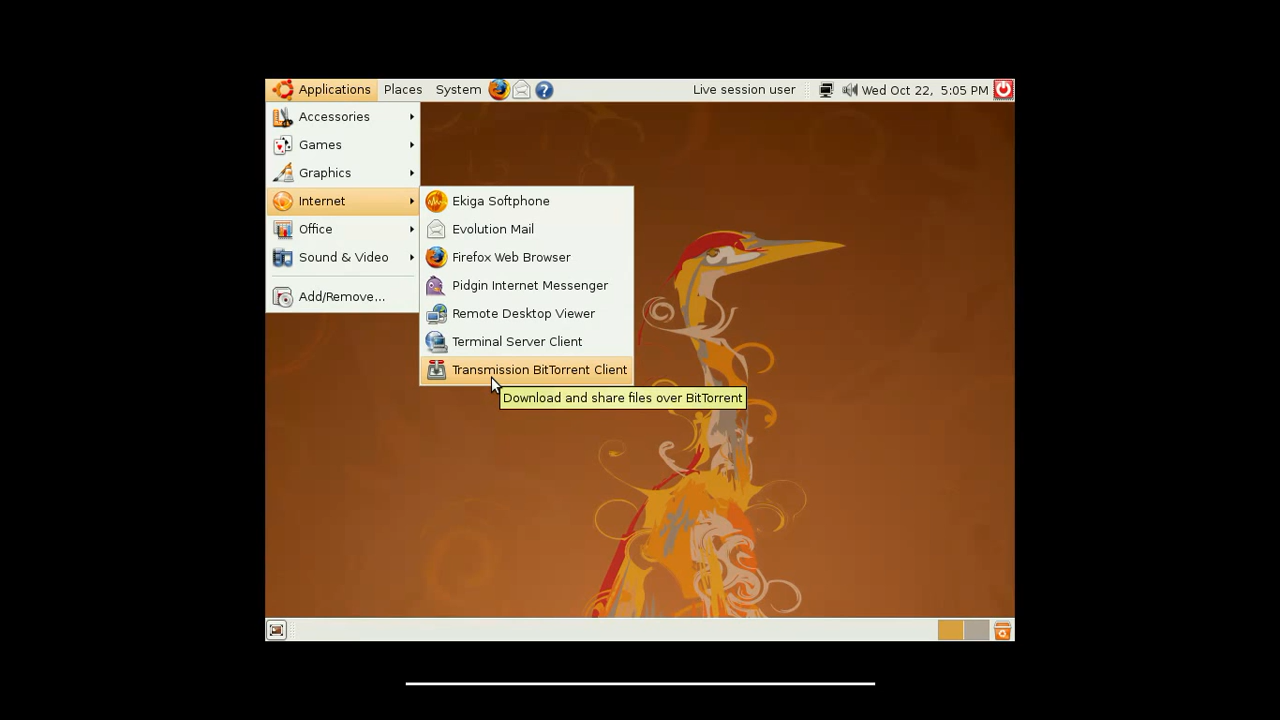 Applications Places System Live session user Wed Oct 22, 5:05 PM
Accessories
Games
Graphics
Internet
Office
Sound & Video
Add/Remove...
Ekiga Softphone
Evolution Mail
Firefox Web Browser
Pidgin Internet Messenger
Remote Desktop Viewer
Terminal Server Client
Transmission BitTorrent Client
Download and share files over BitTorrent